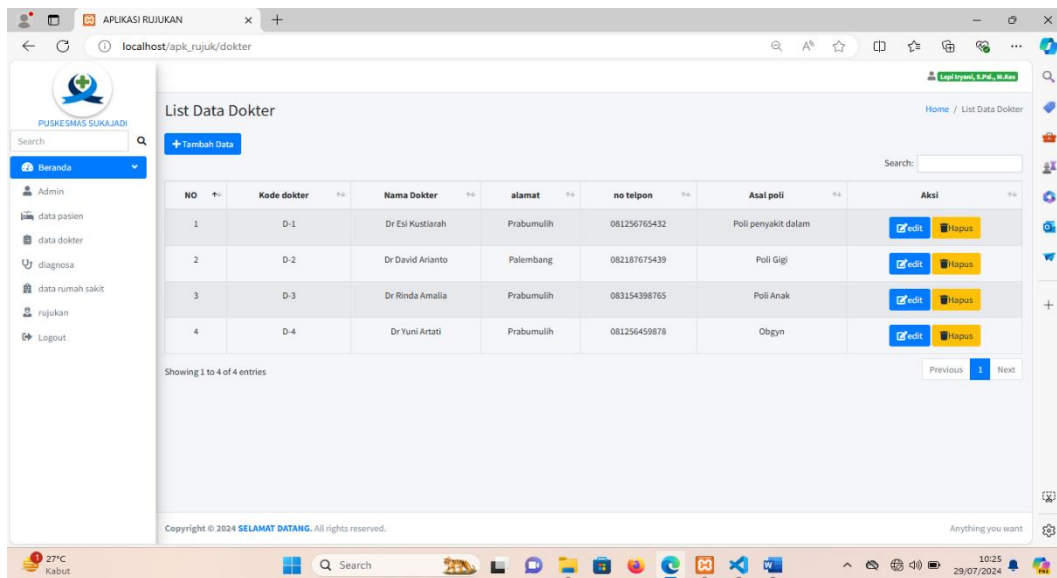 APLIKASI RUJUKAN
localhost/apk_rujuk/dokter
Lapi Iryani, S.Psi., M.Kes
PUSKESMAS SUKAJADI
Search
Beranda
Admin
data pasien
data dokter
diagnosa
data rumah sakit
rujukan
Logout
List Data Dokter
Home / List Data Dokter
Tambah Data
Search:
NO Kode dokter Nama Dokter alamat no telpon Asal poli Aksi
1 D-1 Dr Esi Kustiarah Prabumulih 081256765432 Poli penyakit dalam edit Hapus
2 D-2 Dr David Arianto Palembang 082187675439 Poli Gigi edit Hapus
3 D-3 Dr Rinda Amalia Prabumulih 083154398765 Poli Anak edit Hapus
4 D-4 Dr Yuni Artati Prabumulih 081256459878 Obgyn edit Hapus
Showing 1 to 4 of 4 entries
Previous 1 Next
Copyright © 2024 SELAMAT DATANG. All rights reserved.
Anything you want
1
27°C
Kabut
Search
10:25
29/07/2024